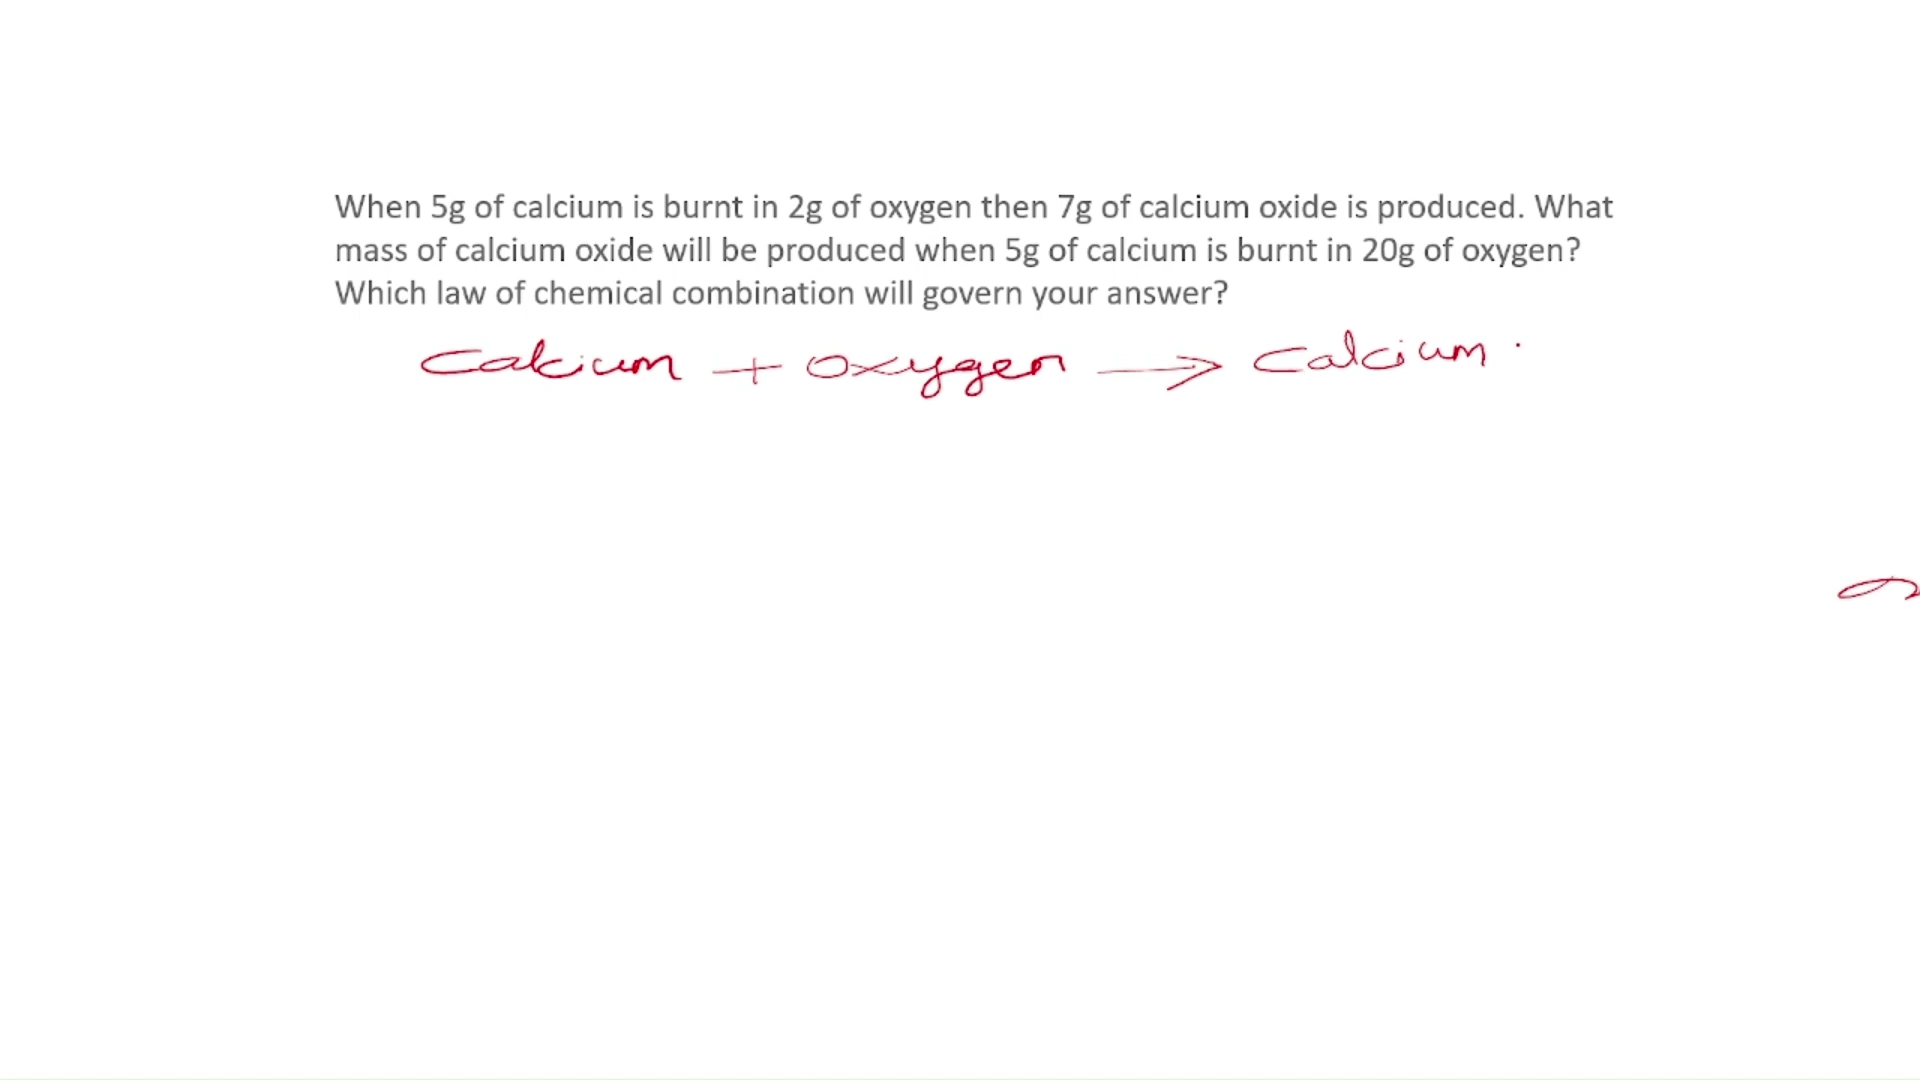 When 5g of calcium is burnt in 2g of oxygen then 7g of calcium oxide is produced. What
mass of calcium oxide will be produced when 5g of calcium is burnt in 20g of oxygen?
Which law of chemical combination will govern your answer?
Calcium + Oxygen → Calcium